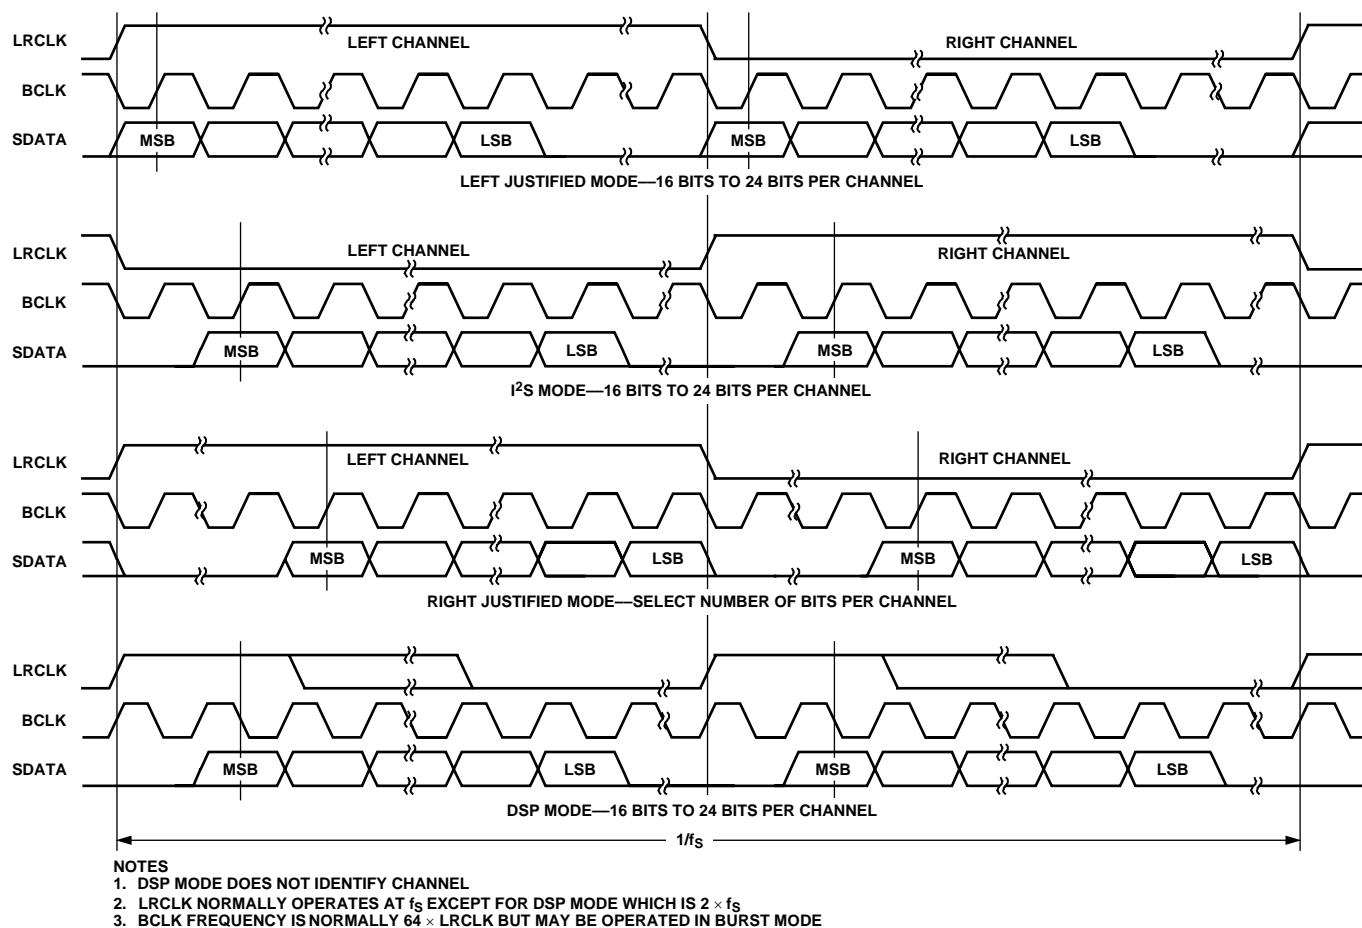 LRCLK
LEFT CHANNEL
RIGHT CHANNEL
BCLK
SDATA
MSB
LSB
MSB
LSB
LEFT JUSTIFIED MODE—16 BITS TO 24 BITS PER CHANNEL
LRCLK
LEFT CHANNEL
RIGHT CHANNEL
BCLK
SDATA
MSB
LSB
MSB
LSB
I²S MODE—16 BITS TO 24 BITS PER CHANNEL
LRCLK
LEFT CHANNEL
RIGHT CHANNEL
BCLK
SDATA
MSB
LSB
MSB
LSB
RIGHT JUSTIFIED MODE—SELECT NUMBER OF BITS PER CHANNEL
LRCLK
BCLK
SDATA
MSB
LSB
MSB
LSB
DSP MODE—16 BITS TO 24 BITS PER CHANNEL
1/fS
NOTES
1. DSP MODE DOES NOT IDENTIFY CHANNEL
2. LRCLK NORMALLY OPERATES AT fS EXCEPT FOR DSP MODE WHICH IS 2 × fS
3. BCLK FREQUENCY IS NORMALLY 64 × LRCLK BUT MAY BE OPERATED IN BURST MODE